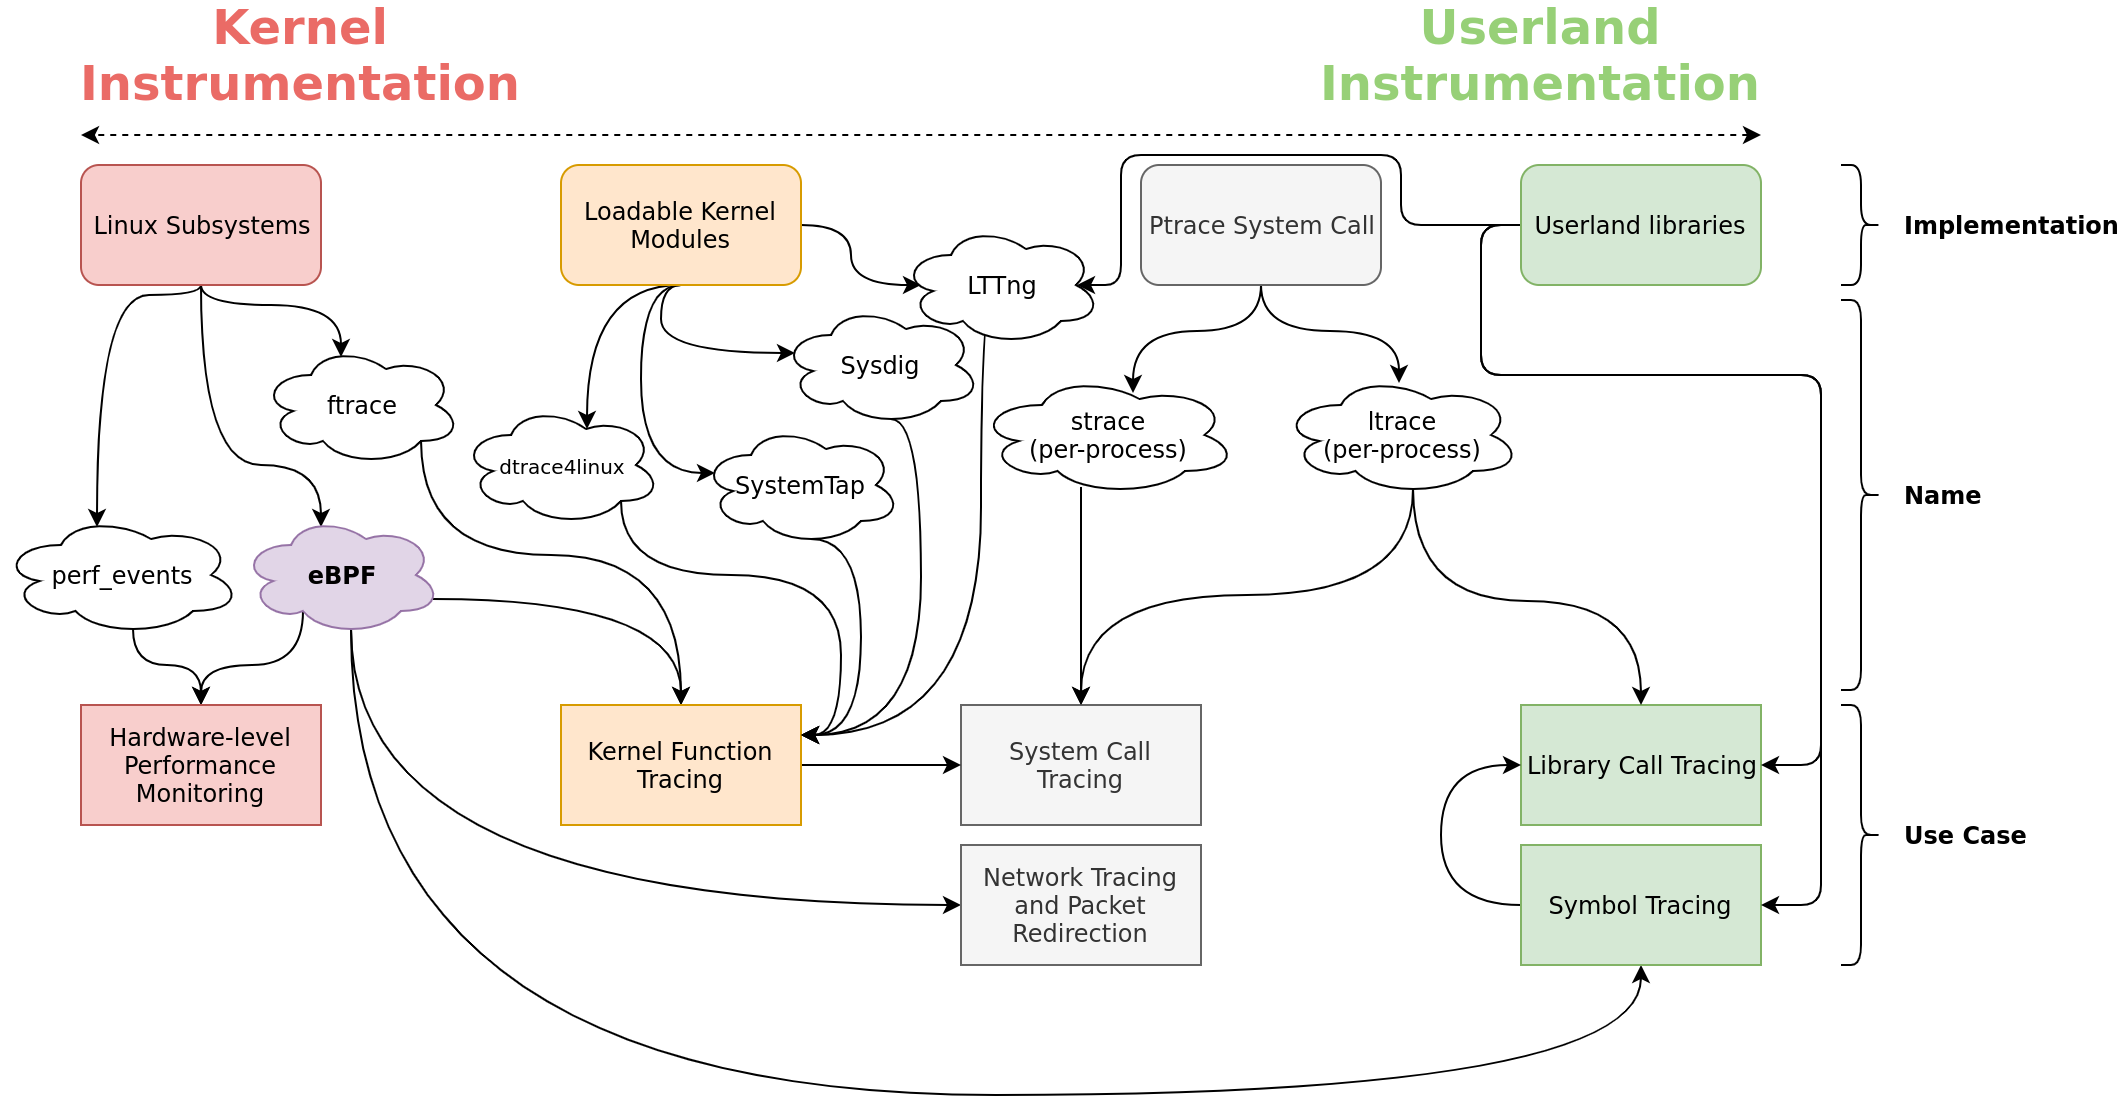 Kernel
Instrumentation
Userland
Instrumentation
Linux Subsystems
Loadable Kernel
Modules
Ptrace System Call
Userland libraries
Implementation
LTTng
Sysdig
ftrace
strace
(per-process)
ltrace
(per-process)
dtrace4linux
SystemTap
Name
perf_events
eBPF
Hardware-level
Performance
Monitoring
Kernel Function
Tracing
System Call
Tracing
Library Call Tracing
Use Case
Network Tracing
and Packet
Redirection
Symbol Tracing